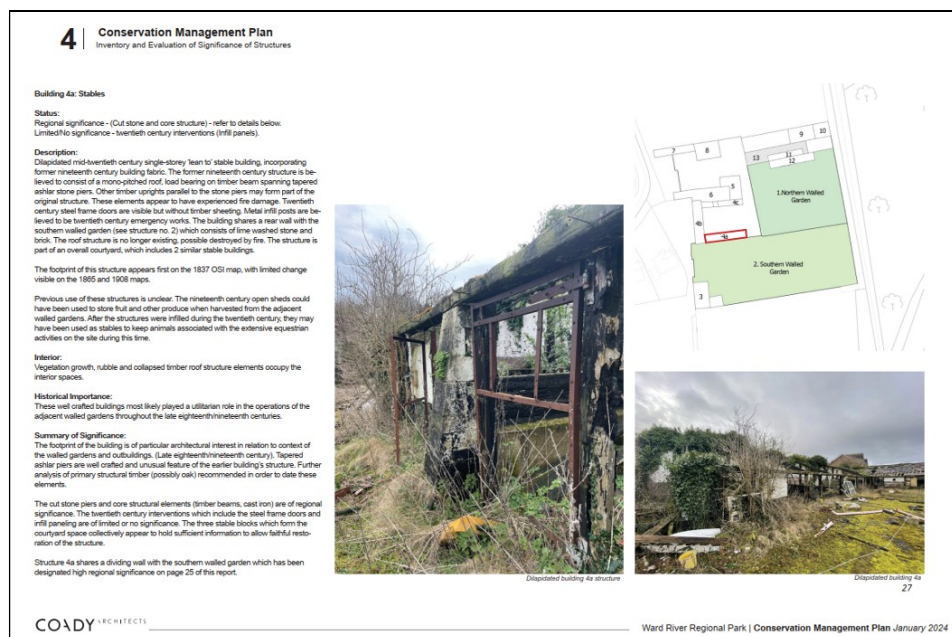 4
Conservation Management Plan
Inventory and Evaluation of Significance of Structures
Building 4a: Stables
Status:
Regional significance - (Cut stone and core structure) - refer to details below.
Limited/No significance - twentieth century interventions (Infill panels).
Description:
Dilapidated mid-twentieth century single-storey 'lean to' stable building, incorporating
former nineteenth century building fabric. The former nineteenth century structure is be-
lieved to consist of a mono-pitched roof, load bearing on timber beam spanning tapered
ashlar stone piers. Other timber uprights parallel to the stone piers may form part of the
original structure. These elements appear to have experienced fire damage. Twentieth
century steel frame doors are visible but without timber sheeting. Metal infill posts are be-
lieved to be twentieth century emergency works. The building shares a rear wall with the
southern walled garden (see structure no. 2) which consists of lime washed stone and
brick. The roof structure is no longer existing, possible destroyed by fire. The structure is
part of an overall courtyard, which includes 2 similar stable buildings.
The footprint of this structure appears first on the 1837 OSI map, with limited change
visible on the 1865 and 1908 maps.
Previous use of these structures is unclear. The nineteenth century open sheds could
have been used to store fruit and other produce when harvested from the adjacent
walled gardens. After the structures were infilled during the twentieth century, they may
have been used as stables to keep animals associated with the extensive equestrian
activities on the site during this time.
Interior:
Vegetation growth, rubble and collapsed timber roof structure elements occupy the
interior spaces.
Historical Importance:
These well crafted buildings most likely played a utilitarian role in the operations of the
adjacent walled gardens throughout the late eighteenth/nineteenth centuries.
Summary of Significance:
The footprint of the building is of particular architectural interest in relation to context of
the walled gardens and outbuildings. (Late eighteenth/nineteenth century). Tapered
ashlar piers are well crafted and unusual feature of the earlier building's structure. Further
analysis of primary structural timber (possibly oak) recommended in order to date these
elements.
The cut stone piers and core structural elements (timber beams, cast iron) are of regional
significance. The twentieth century interventions which include the steel frame doors and
infill paneling are of limited or no significance. The three stable blocks which form the
courtyard space collectively appear to hold sufficient information to allow faithful resto-
ration of the structure.
Structure 4a shares a dividing wall with the southern walled garden which has been
designated high regional significance on page 25 of this report.
7
8
9
10
11
12
13
5
6
1.Northern Walled
Garden
4b
4a
2. Southern Walled
Garden
3
Dilapidated building 4a structure
Dilapidated building 4a
27
COADY ARCHITECTS
Ward River Regional Park | Conservation Management Plan January 2024